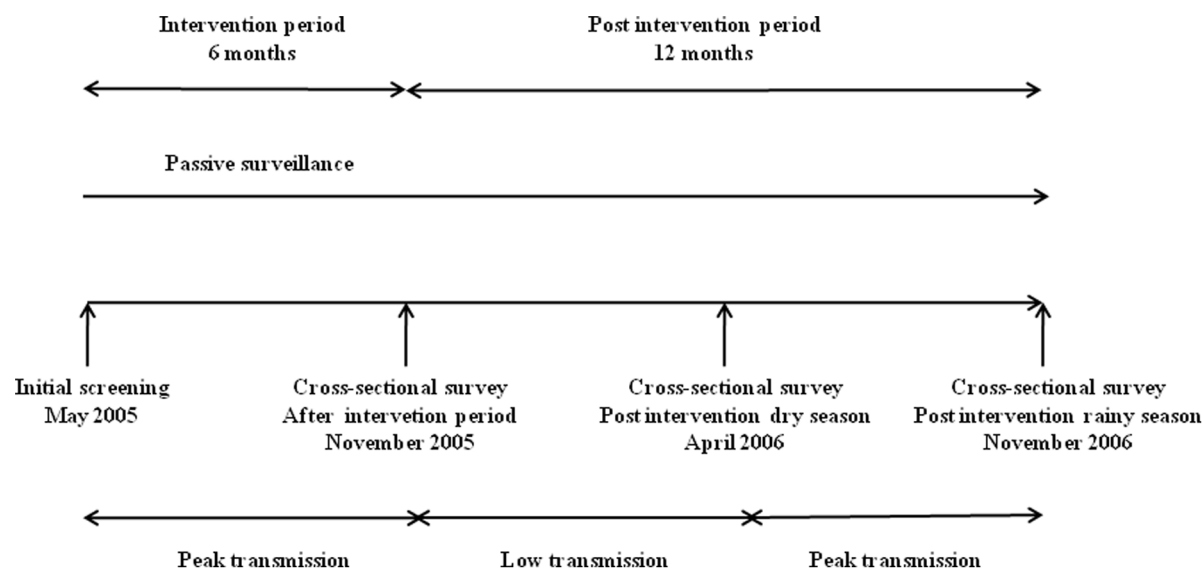 Intervention period
6 months
Post intervention period
12 months
Passive surveillance
Initial screening
May 2005
Cross-sectional survey
After intervetion period
November 2005
Cross-sectional survey
Post intervention dry season
April 2006
Cross-sectional survey
Post intervention rainy season
November 2006
Peak transmission
Low transmission
Peak transmission